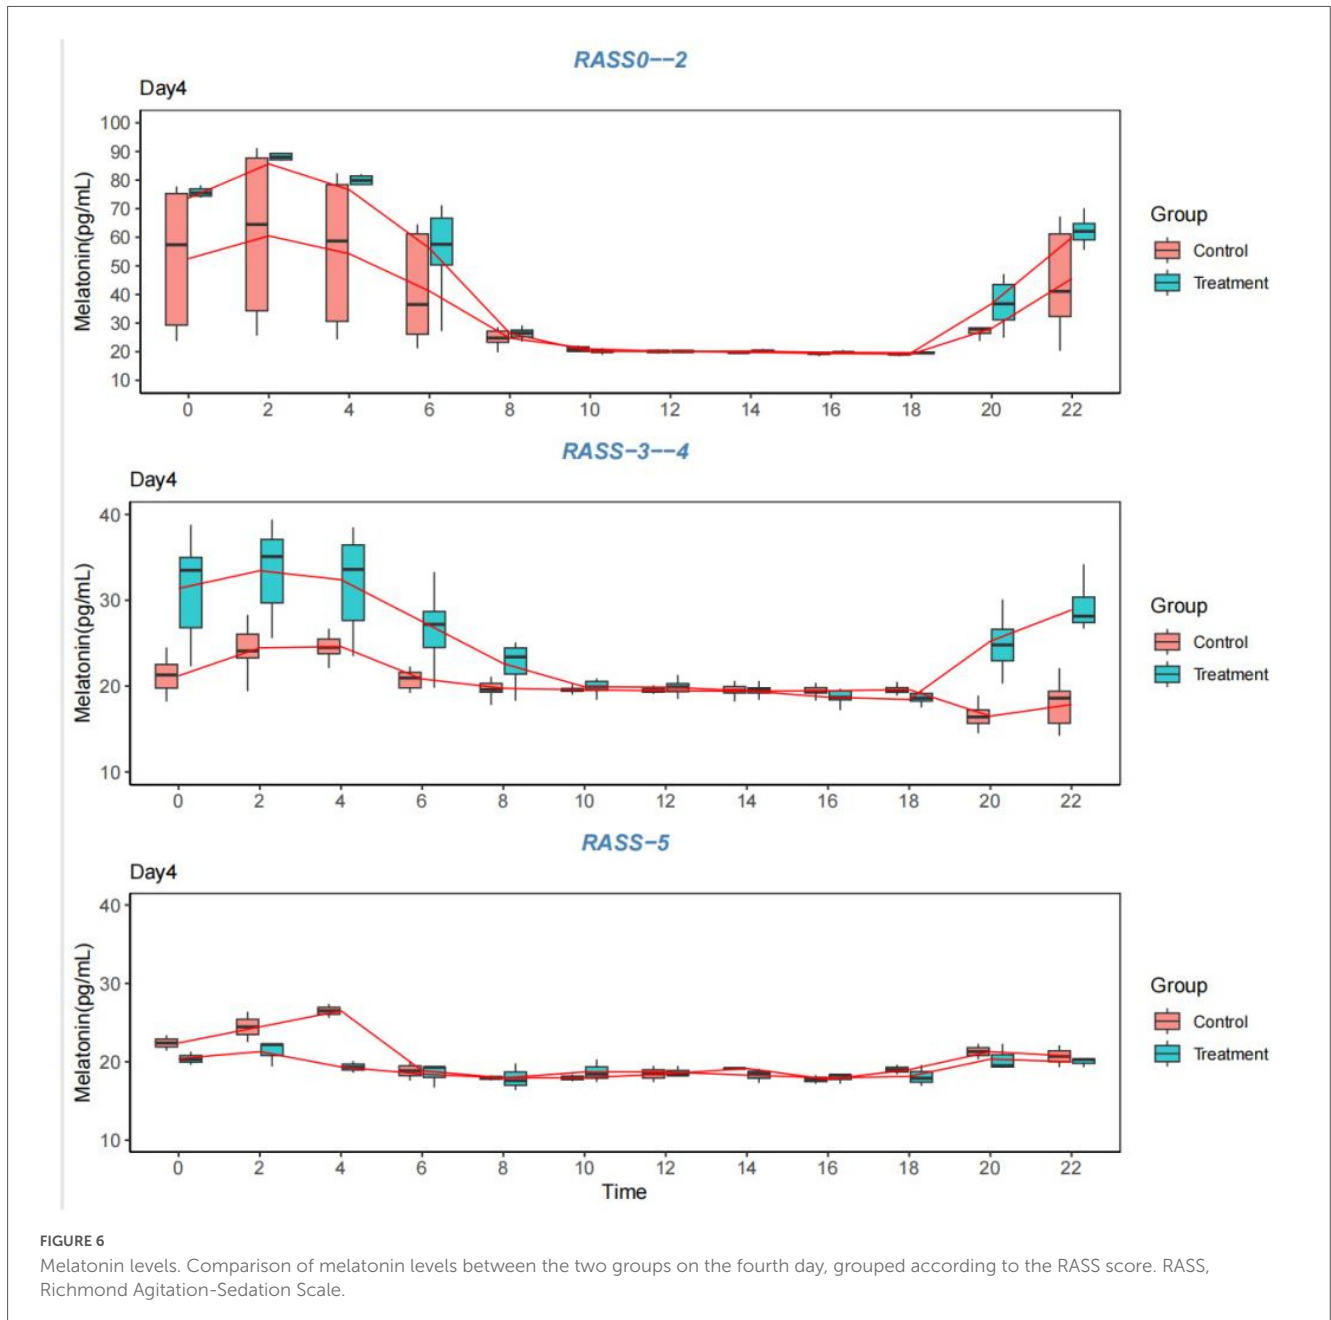 RASS0−−2
Day4
Melatonin(pg/mL)
100
90
80
70
60
50
40
30
20
10
0 2 4 6 8 10 12 14 16 18 20 22
Group
Control
Treatment
RASS−3−−4
Day4
Melatonin(pg/mL)
40
30
20
10
0 2 4 6 8 10 12 14 16 18 20 22
Group
Control
Treatment
RASS−5
Day4
Melatonin(pg/mL)
40
30
20
10
0 2 4 6 8 10 12 14 16 18 20 22
Time
Group
Control
Treatment
FIGURE 6
Melatonin levels. Comparison of melatonin levels between the two groups on the fourth day, grouped according to the RASS score. RASS,
Richmond Agitation-Sedation Scale.